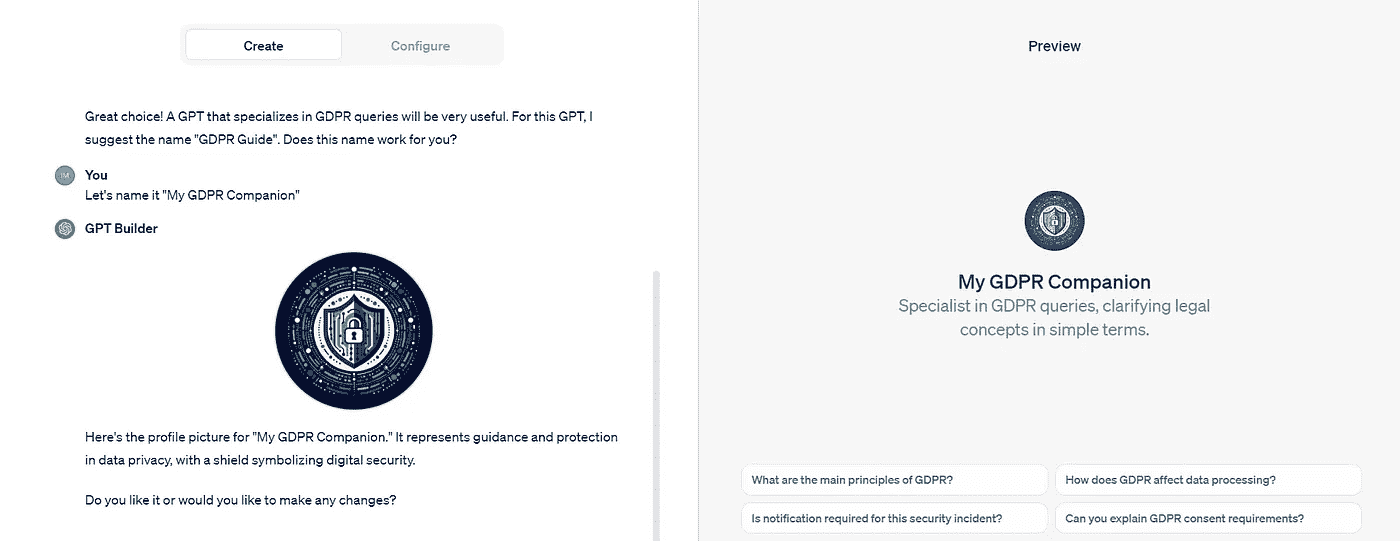 Create
Configure
Great choice! A GPT that specializes in GDPR queries will be very useful. For this GPT, I
suggest the name "GDPR Guide". Does this name work for you?
IM
You
Let's name it "My GDPR Companion"
GPT Builder
Here's the profile picture for "My GDPR Companion." It represents guidance and protection
in data privacy, with a shield symbolizing digital security.
Do you like it or would you like to make any changes?
Preview
My GDPR Companion
Specialist in GDPR queries, clarifying legal
concepts in simple terms.
What are the main principles of GDPR?
How does GDPR affect data processing?
Is notification required for this security incident?
Can you explain GDPR consent requirements?